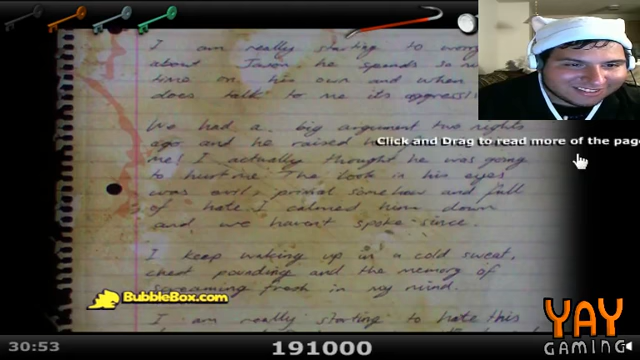 I am really starting to worry
about Jason he spends so
time on his own and when
does talk to me its aggressi
We had a big argument two nights
ago and he raised
Click and Drag to read more of the page
me! I actually thought he was going
to hurt me. The look in his eyes
was evil, primal somehow and full
of hate. I calmed him down
and we havent spoke since.
I keep waking up in a cold sweat,
chest pounding and the memory of
screaming fresh in my mind.
BubbleBox.com
I am really starting to hate this
YAY
GAMING
30:53
191000